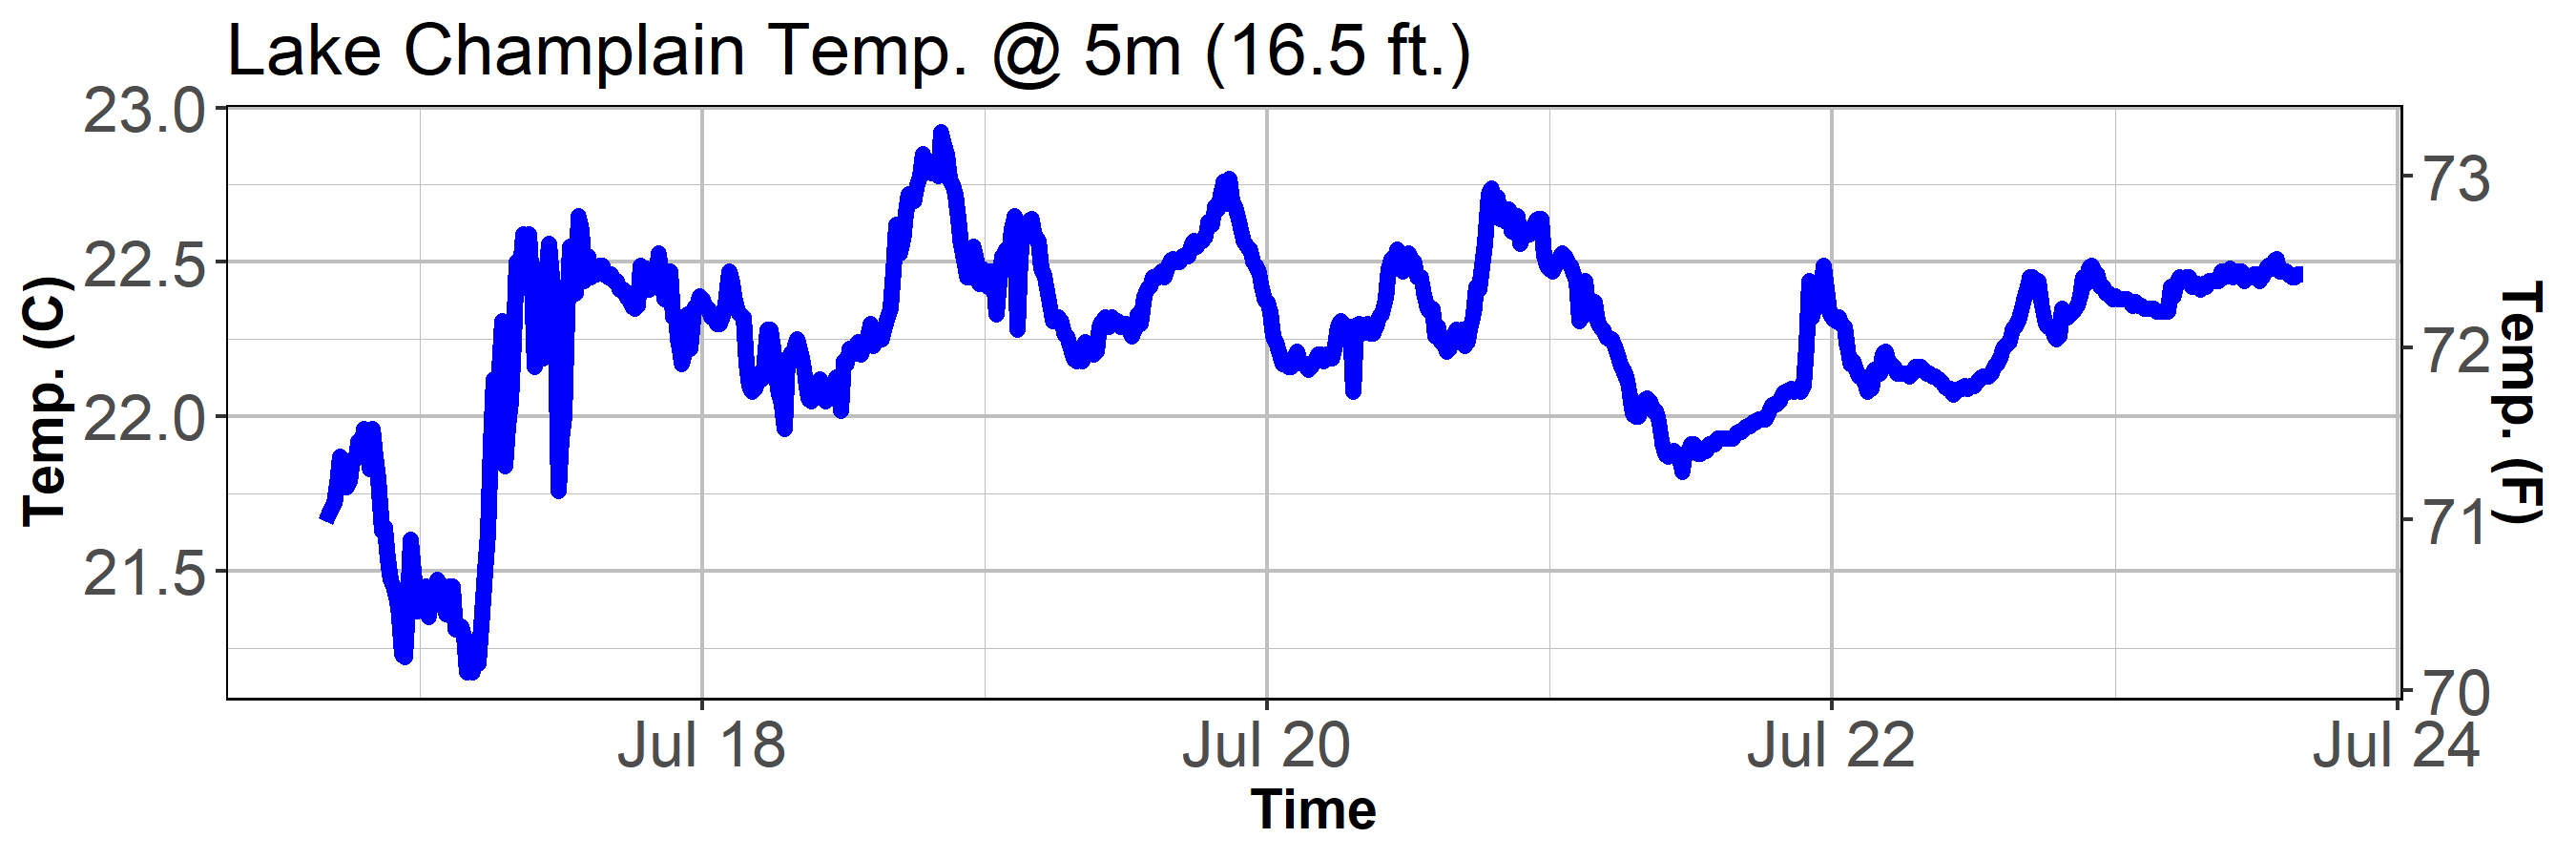 Lake Champlain Temp. @ 5m (16.5 ft.)
23.0
22.5
22.0
21.5
Temp. (C)
73
72
71
70
Temp. (F)
Jul 18 Jul 20 Jul 22 Jul 24
Time